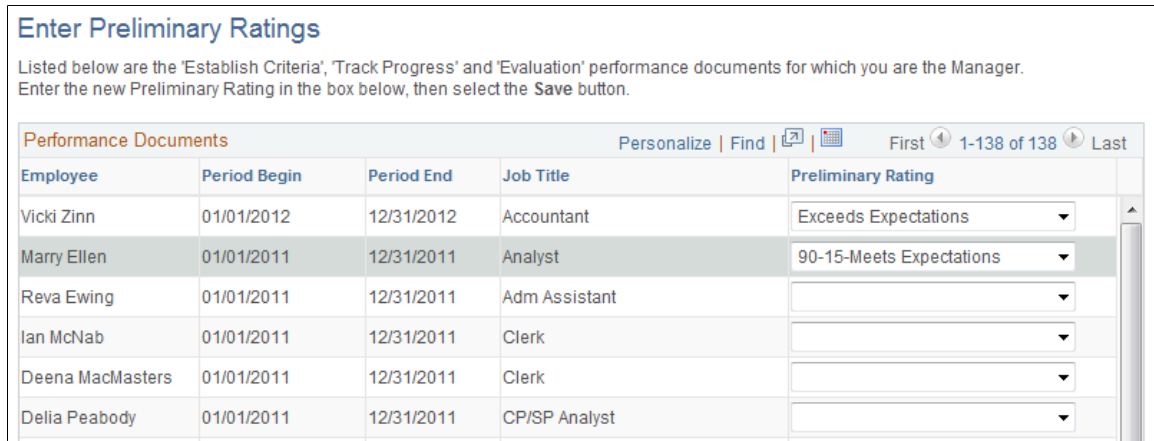 Enter Preliminary Ratings
Listed below are the 'Establish Criteria', 'Track Progress' and 'Evaluation' performance documents for which you are the Manager.
Enter the new Preliminary Rating in the box below, then select the Save button.
Performance Documents Personalize | Find | | First 1-138 of 138 Last
Employee Period Begin Period End Job Title Preliminary Rating
Vicki Zinn 01/01/2012 12/31/2012 Accountant Exceeds Expectations
Marry Ellen 01/01/2011 12/31/2011 Analyst 90-15-Meets Expectations
Reva Ewing 01/01/2011 12/31/2011 Adm Assistant
Ian McNab 01/01/2011 12/31/2011 Clerk
Deena MacMasters 01/01/2011 12/31/2011 Clerk
Delia Peabody 01/01/2011 12/31/2011 CP/SP Analyst